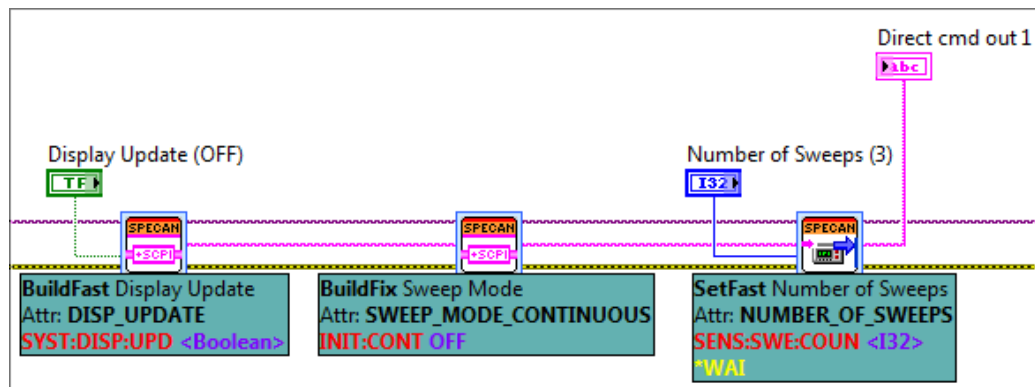 Direct cmd out 1
abc
Display Update (OFF)
Number of Sweeps (3)
TF
I32
SPECAN
SPECAN
SPECAN
+SCPI
+SCPI
BuildFast Display Update
Attr: DISP_UPDATE
SYST:DISP:UPD <Boolean>
BuildFix Sweep Mode
Attr: SWEEP_MODE_CONTINUOUS
INIT:CONT OFF
SetFast Number of Sweeps
Attr: NUMBER_OF_SWEEPS
SENS:SWE:COUN <I32>
*WAI